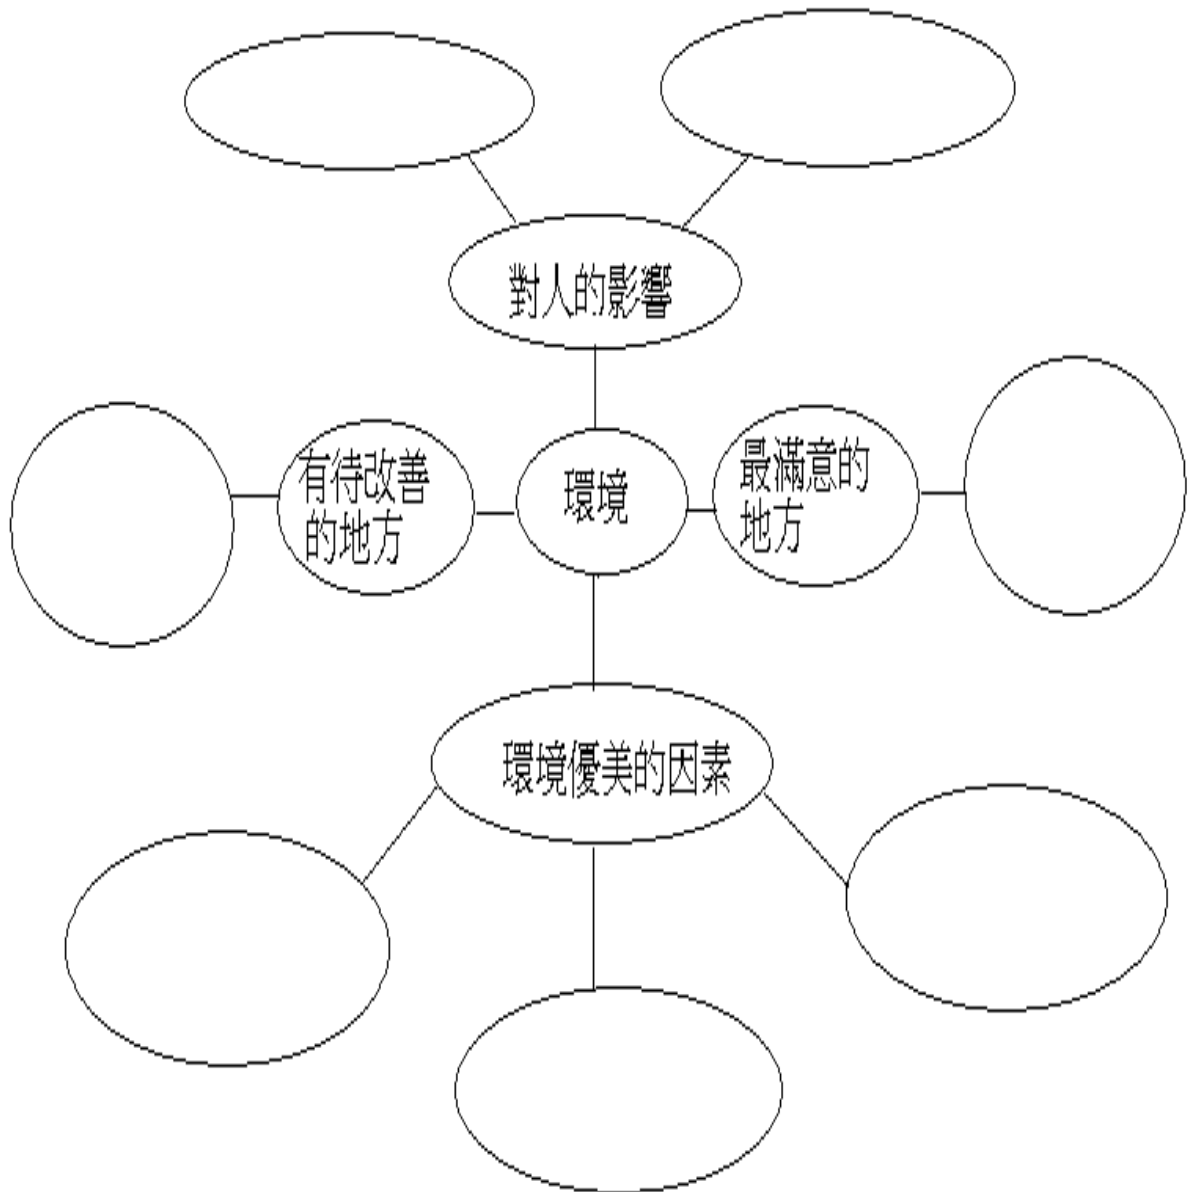 對人的影響
有待改善
的地方
環境
最滿意的
地方
環境優美的因素